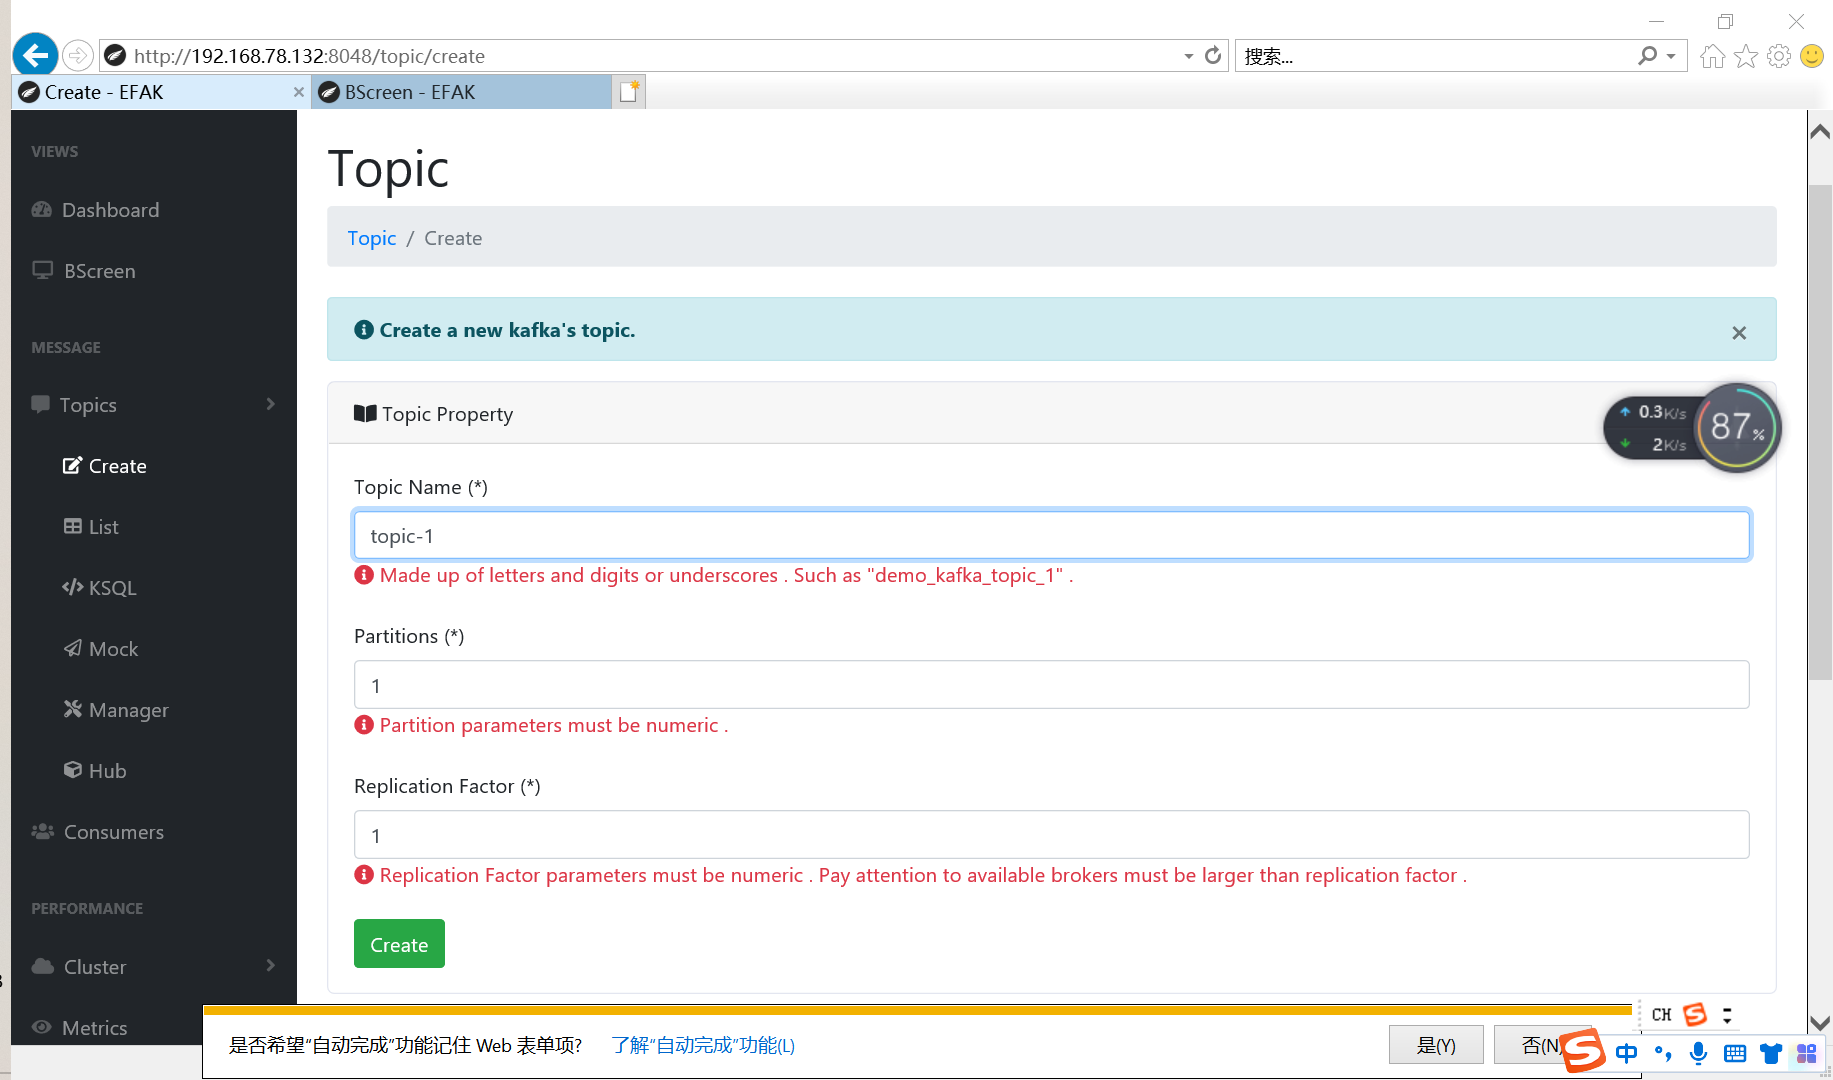 http://192.168.78.132:8048/topic/create
搜索...
Create - EFAK
BScreen - EFAK
VIEWS
Dashboard
BScreen
MESSAGE
Topics
Create
List
KSQL
Mock
Manager
Hub
Consumers
PERFORMANCE
Cluster
Metrics
Topic
Topic / Create
Create a new kafka's topic.
×
Topic Property
0.3K/s
2K/s
87%
Topic Name (*)
topic-1
Made up of letters and digits or underscores . Such as "demo_kafka_topic_1" .
Partitions (*)
1
Partition parameters must be numeric .
Replication Factor (*)
1
Replication Factor parameters must be numeric . Pay attention to available brokers must be larger than replication factor .
Create
CH S
是否希望“自动完成”功能记住 Web 表单项?
了解“自动完成”功能(L)
是(Y)
否(N)
S 中